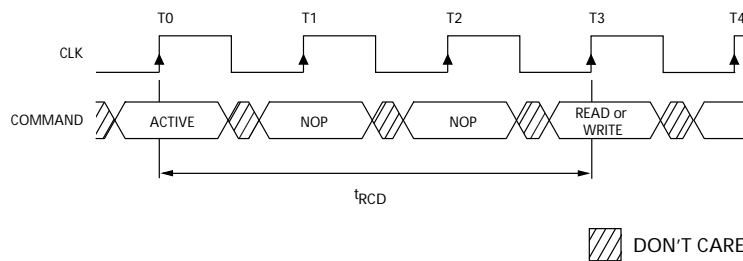 T0 T1 T2 T3 T4
CLK
COMMAND ACTIVE NOP NOP READ or
WRITE
tRCD
DON'T CARE